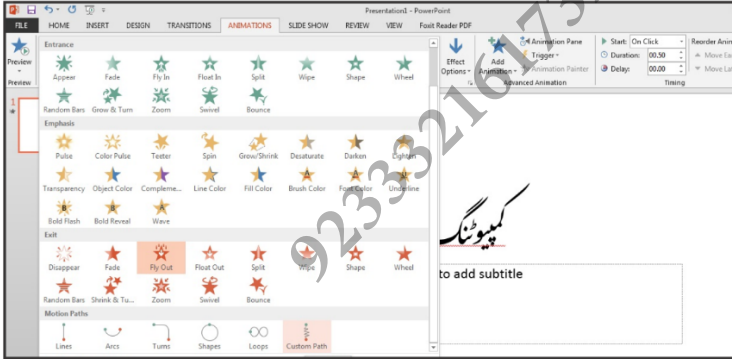 Presentation1 - PowerPoint
FILE HOME INSERT DESIGN TRANSITIONS ANIMATIONS SLIDE SHOW REVIEW VIEW Foxit Reader PDF
Preview
Preview
Entrance
Appear Fade Fly In Float In Split Wipe Shape Wheel
Random Bars Grow & Turn Zoom Swivel Bounce
Emphasis
Pulse Color Pulse Teeter Spin Grow/Shrink Desaturate Darken Lighten
Transparency Object Color Compleme... Line Color Fill Color Brush Color Font Color Underline
Bold Flash Bold Reveal Wave
Exit
Disappear Fade Fly Out Float Out Split Wipe Shape Wheel
Random Bars Shrink & Tu... Zoom Swivel Bounce
Motion Paths
Lines Arcs Turns Shapes Loops Custom Path
Effect Options
Add Animation
Animation Pane
Trigger
Animation Painter
Advanced Animation
Start: On Click
Duration: 00.50
Delay: 00.00
Timing
Reorder Anim
Move Ea
Move La
1
کمپیوٹنگ
to add subtitle